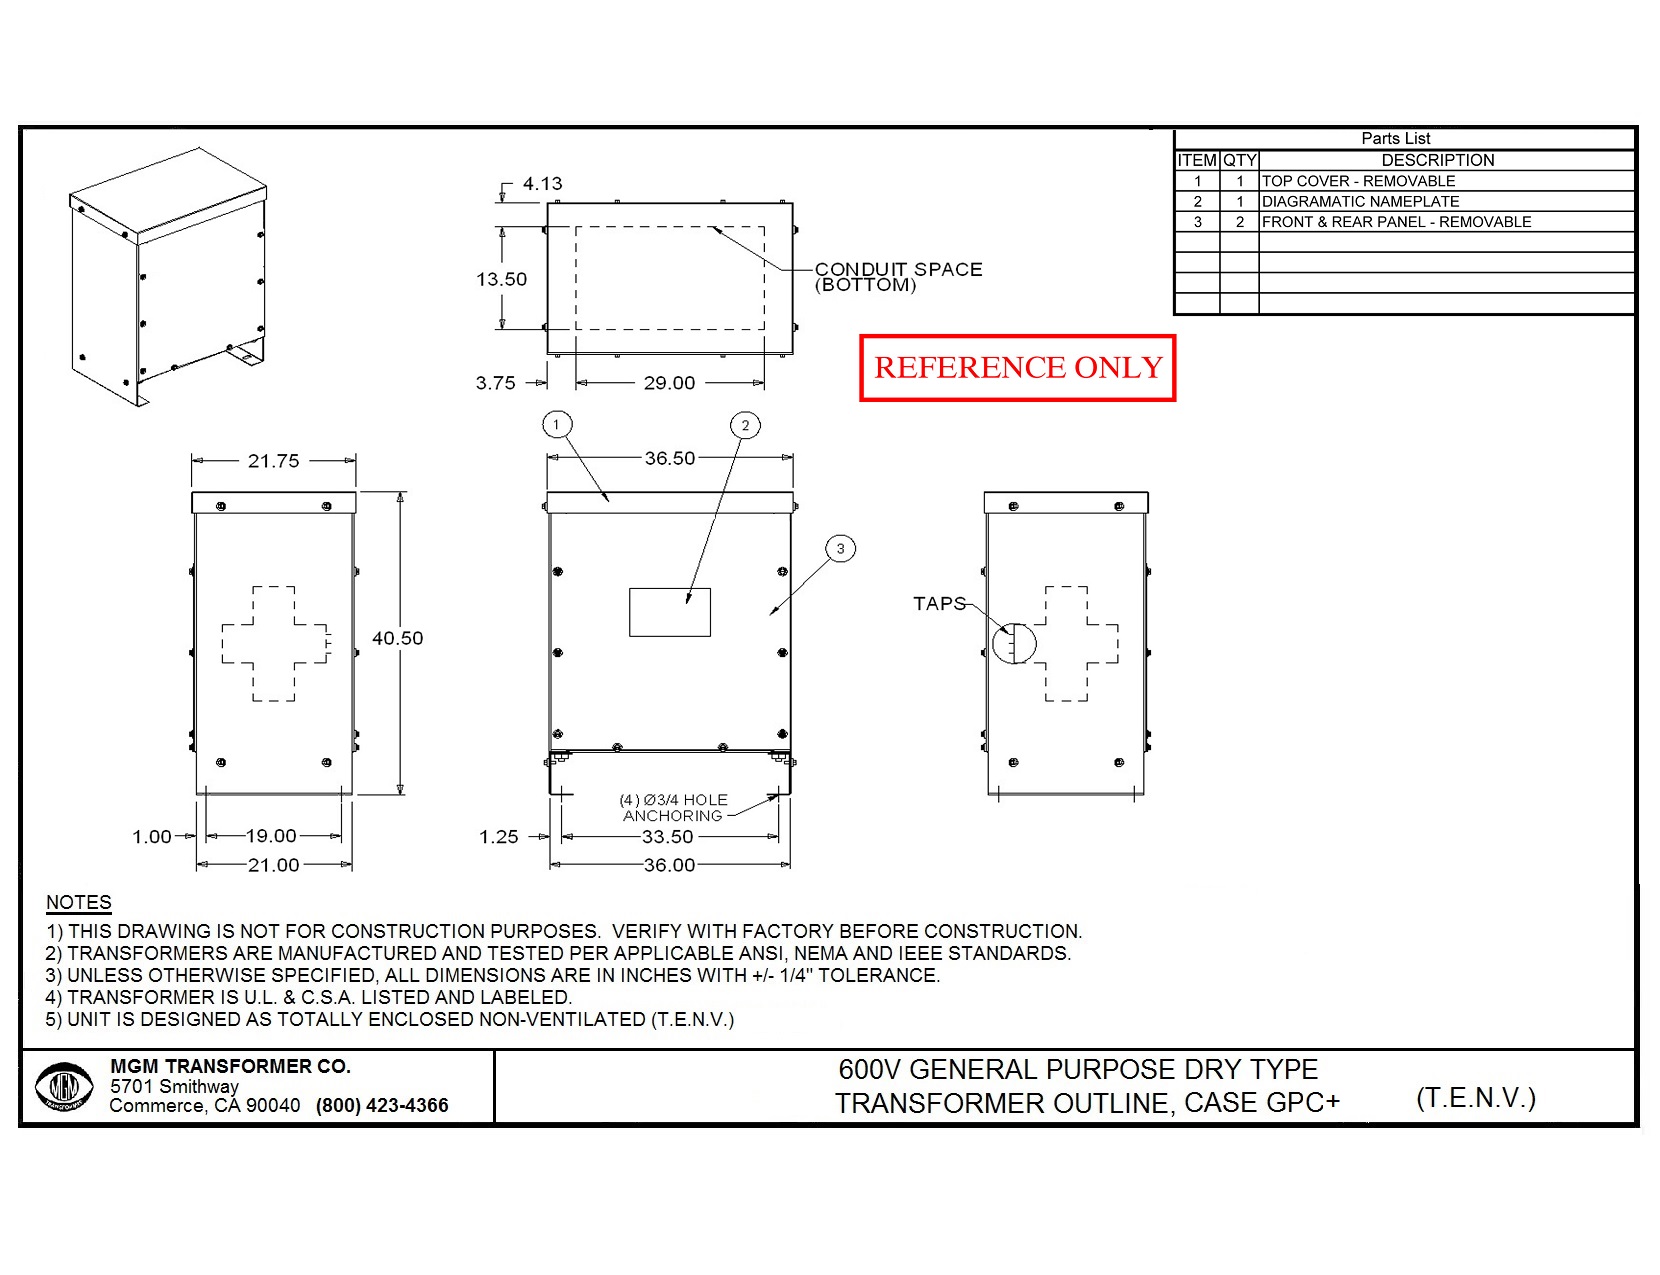 Parts List
ITEM QTY DESCRIPTION
1 1 TOP COVER - REMOVABLE
2 1 DIAGRAMATIC NAMEPLATE
3 2 FRONT & REAR PANEL - REMOVABLE
4.13
13.50
CONDUIT SPACE
(BOTTOM)
3.75 29.00
REFERENCE ONLY
1 2
21.75 36.50
3
TAPS
40.50
(4) Ø3/4 HOLE
ANCHORING
1.00 19.00 1.25 33.50
21.00 36.00
NOTES
1) THIS DRAWING IS NOT FOR CONSTRUCTION PURPOSES. VERIFY WITH FACTORY BEFORE CONSTRUCTION.
2) TRANSFORMERS ARE MANUFACTURED AND TESTED PER APPLICABLE ANSI, NEMA AND IEEE STANDARDS.
3) UNLESS OTHERWISE SPECIFIED, ALL DIMENSIONS ARE IN INCHES WITH +/- 1/4" TOLERANCE.
4) TRANSFORMER IS U.L. & C.S.A. LISTED AND LABELED.
5) UNIT IS DESIGNED AS TOTALLY ENCLOSED NON-VENTILATED (T.E.N.V.)
MGM
MGM TRANSFORMER CO.
5701 Smithway
Commerce, CA 90040 (800) 423-4366
600V GENERAL PURPOSE DRY TYPE
TRANSFORMER OUTLINE, CASE GPC+ (T.E.N.V.)